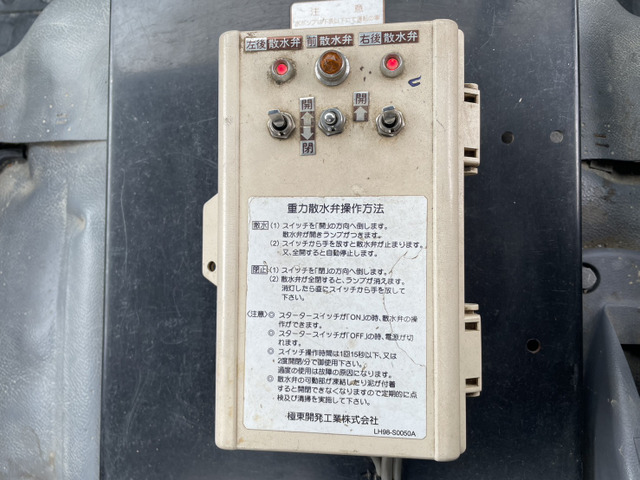 注 意
左後 散水弁 前 散水弁 右後 散水弁
開 開
閉
重力散水弁操作方法
散水 (1) スイッチを「開」の方向へ倒します。
散水弁が開きランプがつきます。
(2) スイッチから手を放すと散水弁が止まります。
又、全開すると自動停止します。
閉止 (1) スイッチを「閉」の方向へ倒します。
(2) 散水弁が全閉すると、ランプが消えます。
消灯したら直にスイッチから手を放して
下さい。
〈注意〉◎ スタータースイッチが「ON」の時、散水弁の操
作ができます。
◎ スタータースイッチが「OFF」の時、電源が切
れます。
◎ スイッチ操作時間は1回15秒以下、又は
2度開閉/分で御使用下さい。
過度の使用は故障の原因になります。
◎ 散水弁の可動部が凍結したり泥が付着
すると開閉できなくなりますので定期的に点
検及び清掃を実施して下さい。
極東開発工業株式会社
LH98-S0050A